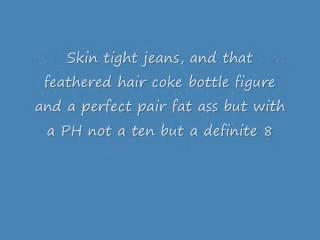 Skin tight jeans, and that
feathered hair coke bottle figure
and a perfect pair fat ass but with
a PH not a ten but a definite 8